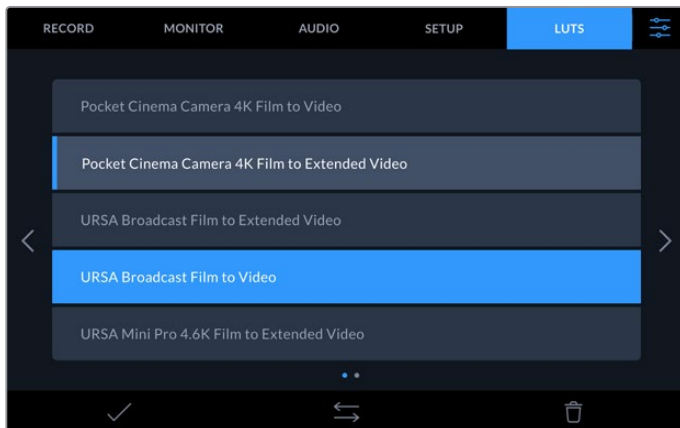 RECORD MONITOR AUDIO SETUP LUTS
Pocket Cinema Camera 4K Film to Video
Pocket Cinema Camera 4K Film to Extended Video
URSA Broadcast Film to Extended Video
URSA Broadcast Film to Video
URSA Mini Pro 4.6K Film to Extended Video